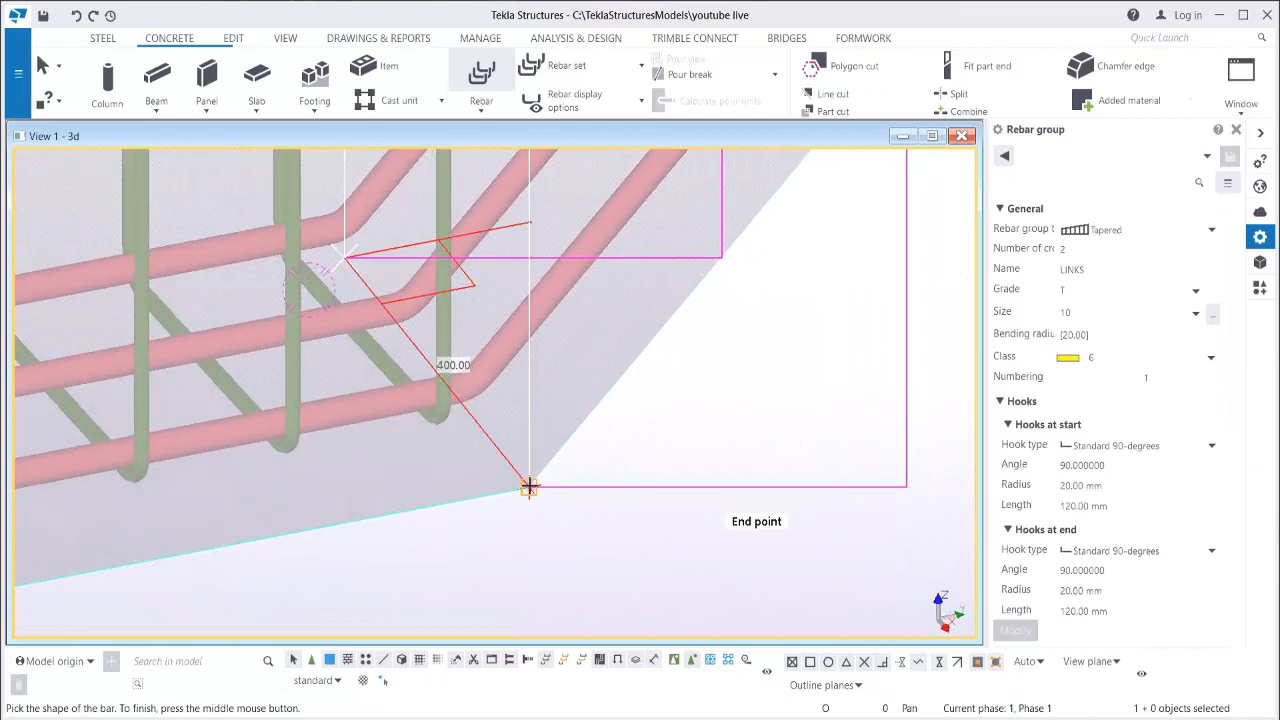 Tekla Structures - C:\TeklaStructuresModels\youtube live
Log in
STEEL CONCRETE EDIT VIEW DRAWINGS & REPORTS MANAGE ANALYSIS & DESIGN TRIMBLE CONNECT BRIDGES FORMWORK
Quick Launch
Column
Beam
Panel
Slab
Footing
Item
Cast unit
Rebar
Rebar set
Rebar display
options
Pour view
Pour break
Calculate pour units
Polygon cut
Line cut
Part cut
Fit part end
Split
Combine
Chamfer edge
Added material
Window
View 1 - 3d
400.00
End point
Z
Rebar group
General
Rebar group t Tapered
Number of cr 2
Name LINKS
Grade T
Size 10
...
Bending radiu [20.00]
Class 6
Numbering 1
Hooks
Hooks at start
Hook type Standard 90-degrees
Angle 90.000000
Radius 20.00 mm
Length 120.00 mm
Hooks at end
Hook type Standard 90-degrees
Angle 90.000000
Radius 20.00 mm
Length 120.00 mm
Modify
Model origin
Search in model
standard
Auto
View plane
Outline planes
Pick the shape of the bar. To finish, press the middle mouse button.
O 0 Pan Current phase: 1, Phase 1 1 + 0 objects selected